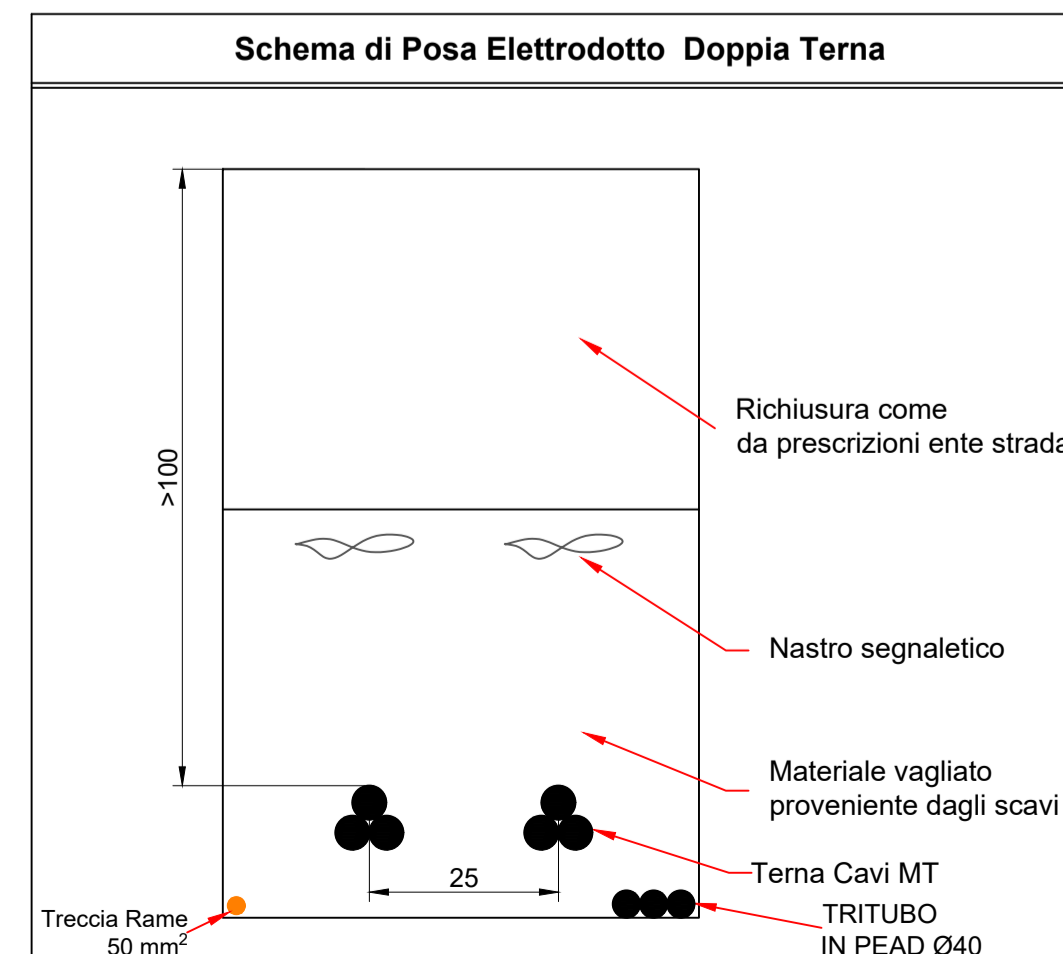 Schema di Posa Elettrodotto Doppia Terna
>100
Richiusura come
da prescrizioni ente strada
Nastro segnaletico
Materiale vagliato
proveniente dagli scavi
25
Terna Cavi MT
Treccia Rame
50 mm²
TRITUBO
IN PEAD Ø40